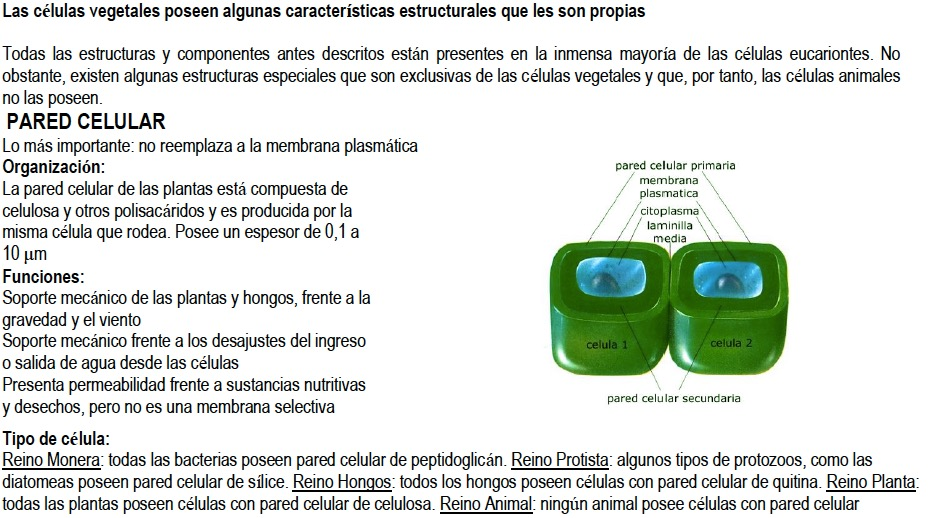 Las células vegetales poseen algunas características estructurales que les son propias
Todas las estructuras y componentes antes descritos están presentes en la inmensa mayoría de las células eucariontes. No
obstante, existen algunas estructuras especiales que son exclusivas de las células vegetales y que, por tanto, las células animales
no las poseen.
PARED CELULAR
Lo más importante: no reemplaza a la membrana plasmática
Organización:
La pared celular de las plantas está compuesta de
celulosa y otros polisacáridos y es producida por la
misma célula que rodea. Posee un espesor de 0,1 a
10 μm
Funciones:
Soporte mecánico de las plantas y hongos, frente a la
gravedad y el viento
Soporte mecánico frente a los desajustes del ingreso
o salida de agua desde las células
Presenta permeabilidad frente a sustancias nutritivas
y desechos, pero no es una membrana selectiva
pared celular primaria
membrana
plasmatica
citoplasma
laminilla
media
celula 1
celula 2
pared celular secundaria
Tipo de célula:
Reino Monera: todas las bacterias poseen pared celular de peptidoglicán. Reino Protista: algunos tipos de protozoos, como las
diatomeas poseen pared celular de sílice. Reino Hongos: todos los hongos poseen células con pared celular de quitina. Reino Planta:
todas las plantas poseen células con pared celular de celulosa. Reino Animal: ningún animal posee células con pared celular